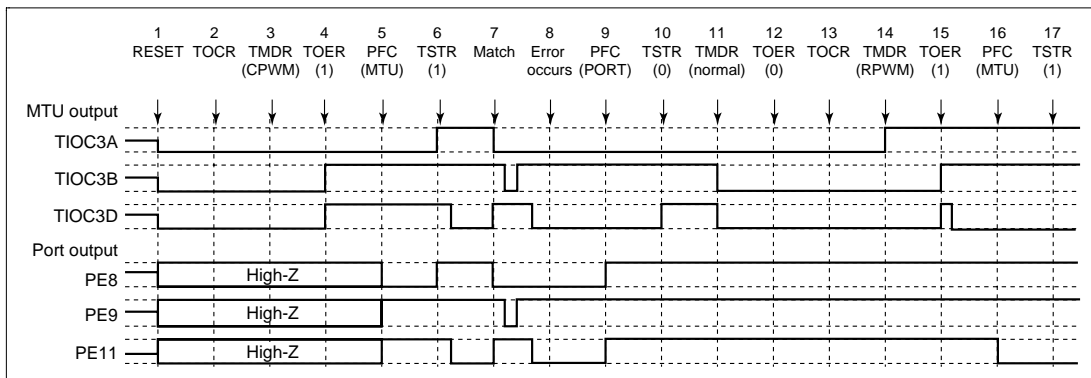 1 2 3 4 5 6 7 8 9 10 11 12 13 14 15 16 17
RESET TOCR TMDR TOER PFC TSTR Match Error PFC TSTR TMDR TOER TOCR TMDR TOER PFC TSTR
(CPWM) (1) (MTU) (1) occurs (PORT) (0) (normal) (0) (RPWM) (1) (MTU) (1)
MTU output
TIOC3A
TIOC3B
TIOC3D
Port output
PE8 High-Z
PE9 High-Z
PE11 High-Z